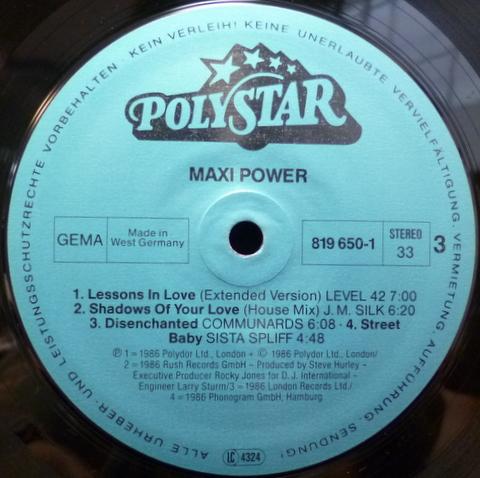 ALLE URHEBER- UND LEISTUNGSSCHUTZRECHTE VORBEHALTEN · KEIN VERLEIH! KEINE UNERLAUBTE VERVIELFÄLTIGUNG, VERMIETUNG, AUFFÜHRUNG, SENDUNG!
POLYSTAR
MAXI POWER
GEMA
Made in
West Germany
819 650-1
STEREO
33
3
1. Lessons In Love (Extended Version) LEVEL 42 7:00
2. Shadows Of Your Love (House Mix) J. M. SILK 6:20
3. Disenchanted COMMUNARDS 6:08 · 4. Street
Baby SISTA SPLIFF 4:48
Ⓟ 1 = 1986 Polydor Ltd., London + © 1986 Polydor Ltd., London/
2 = 1986 Rush Records GmbH – Produced by Steve Hurley –
Executive Producer Rocky Jones for D. J. International –
Engineer Larry Sturm/3 = 1986 London Records Ltd./
4 = 1986 Phonogram GmbH, Hamburg
LC 4324